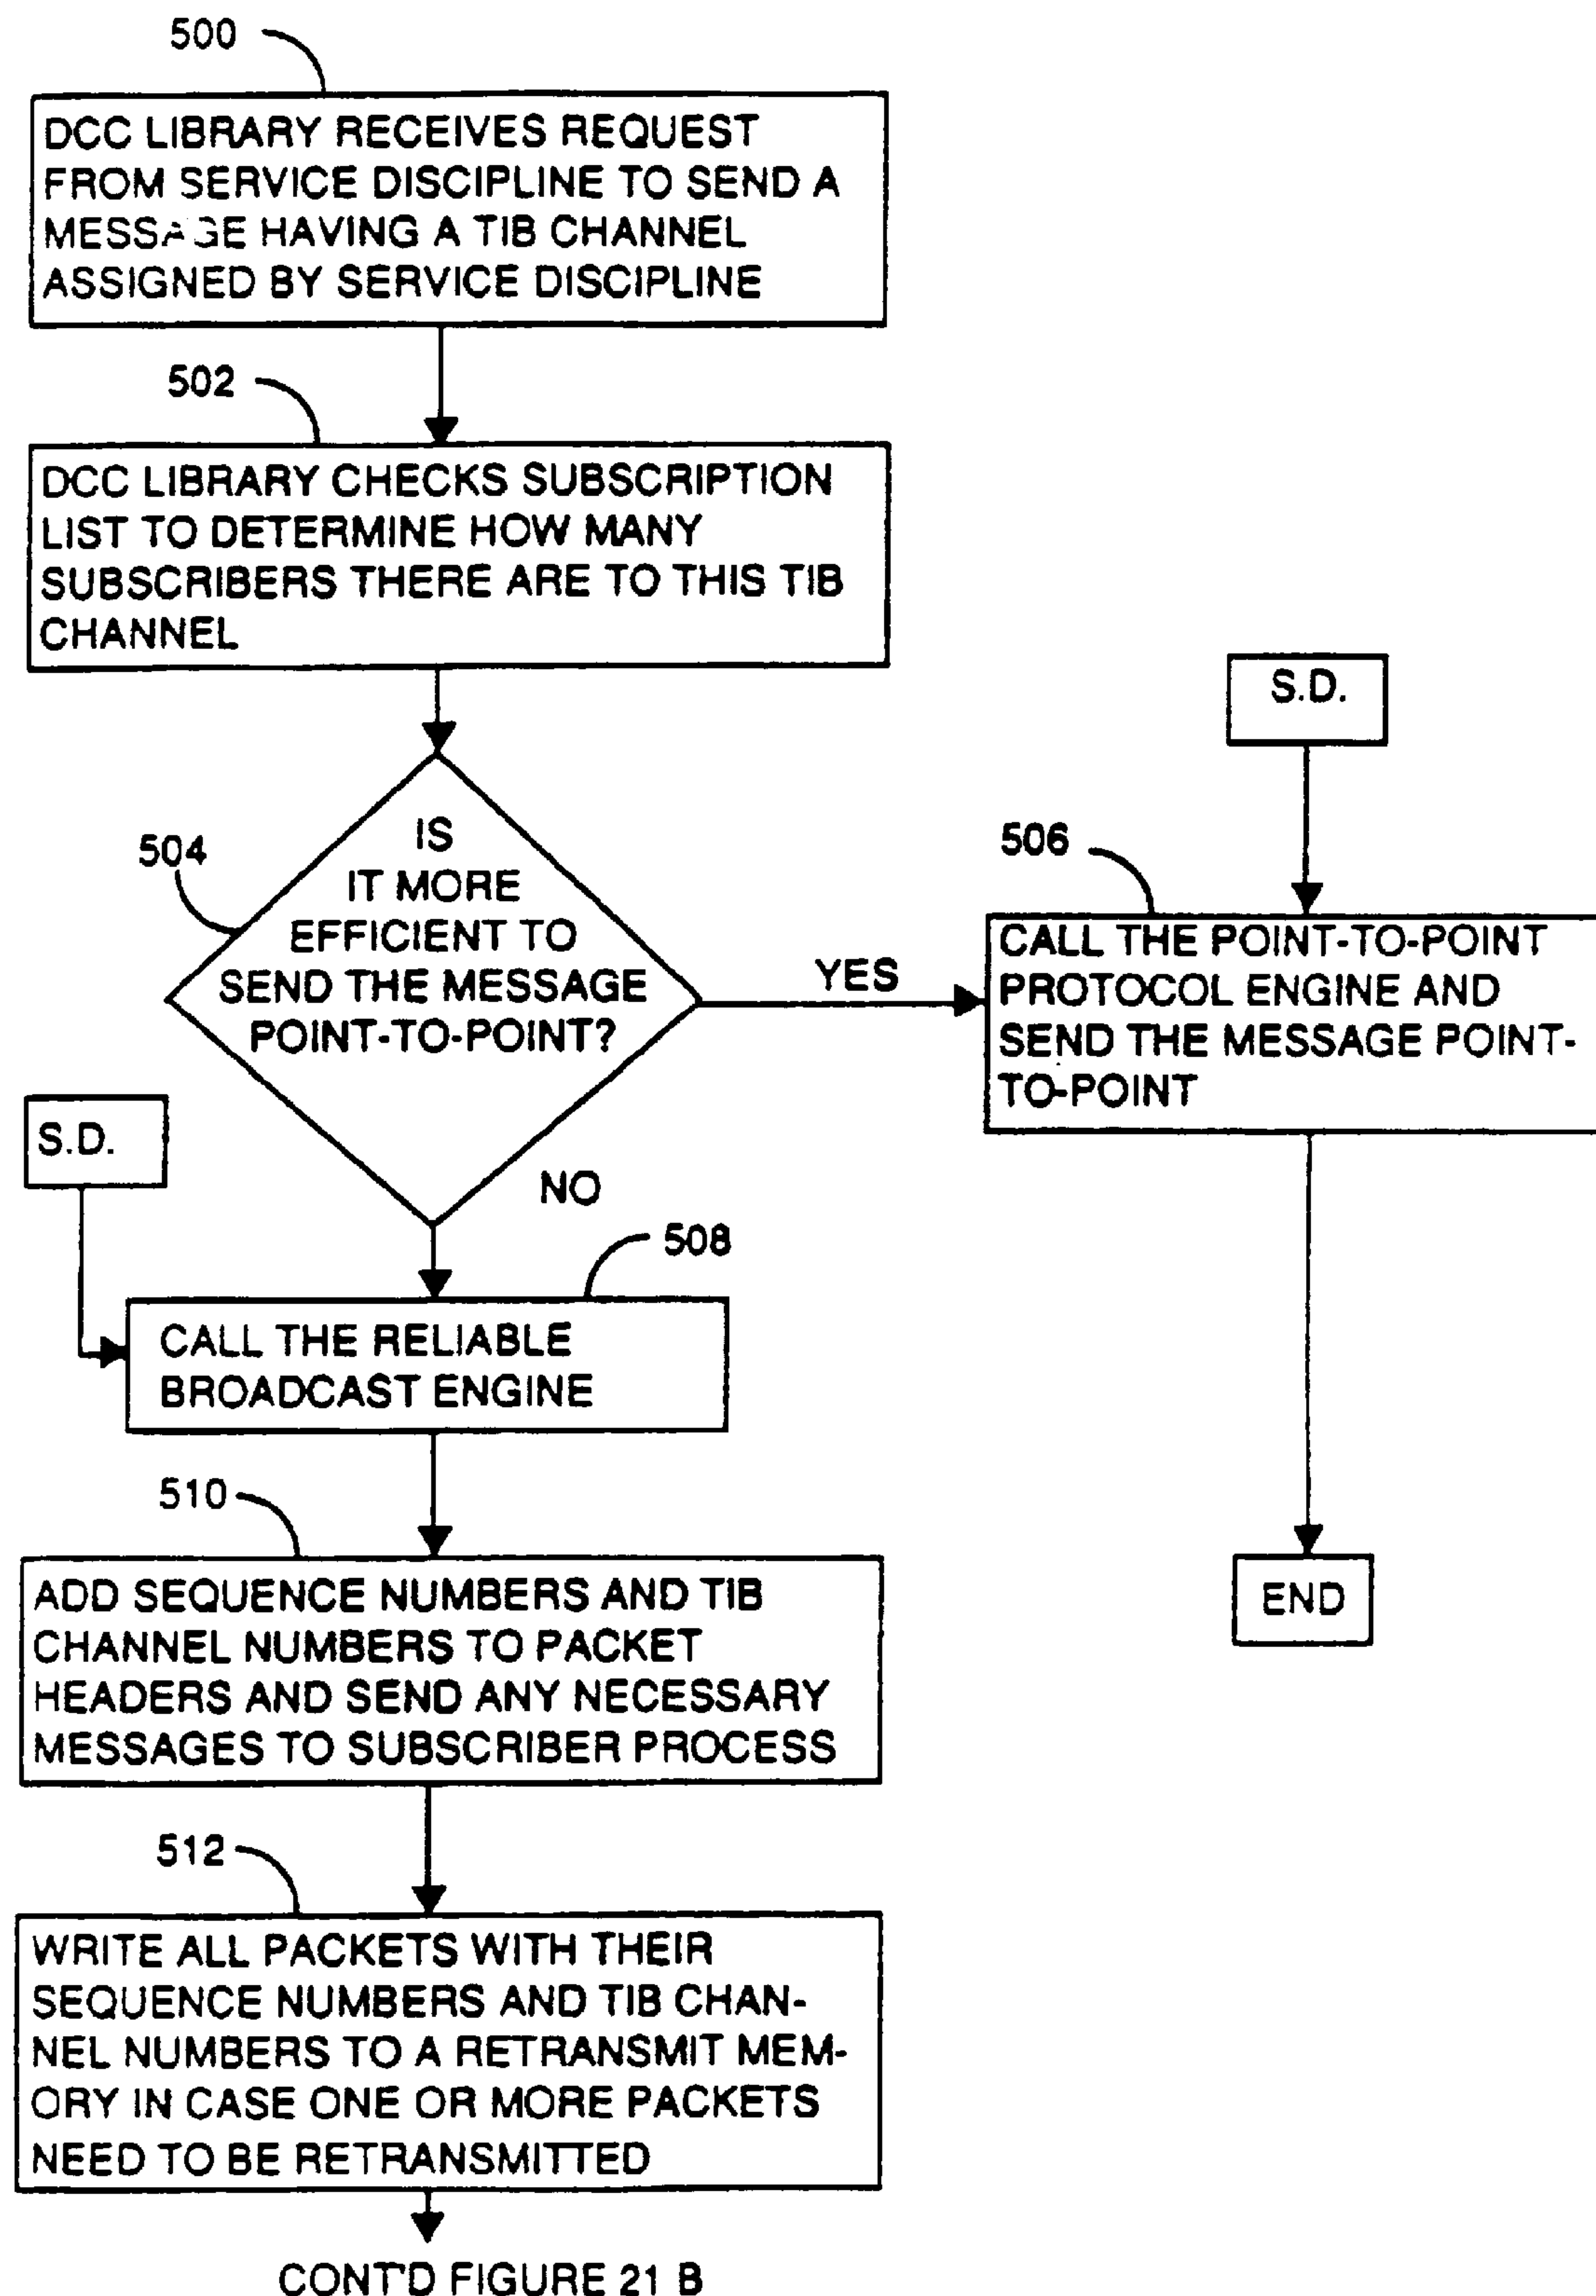 500
DCC LIBRARY RECEIVES REQUEST
FROM SERVICE DISCIPLINE TO SEND A
MESSAGE HAVING A TIB CHANNEL
ASSIGNED BY SERVICE DISCIPLINE
502
DCC LIBRARY CHECKS SUBSCRIPTION
LIST TO DETERMINE HOW MANY
SUBSCRIBERS THERE ARE TO THIS TIB
CHANNEL
504
IS
IT MORE
EFFICIENT TO
SEND THE MESSAGE
POINT-TO-POINT?
YES
S.D.
506
CALL THE POINT-TO-POINT
PROTOCOL ENGINE AND
SEND THE MESSAGE POINT-
TO-POINT
END
NO
S.D.
508
CALL THE RELIABLE
BROADCAST ENGINE
510
ADD SEQUENCE NUMBERS AND TIB
CHANNEL NUMBERS TO PACKET
HEADERS AND SEND ANY NECESSARY
MESSAGES TO SUBSCRIBER PROCESS
512
WRITE ALL PACKETS WITH THEIR
SEQUENCE NUMBERS AND TIB CHAN-
NEL NUMBERS TO A RETRANSMIT MEM-
ORY IN CASE ONE OR MORE PACKETS
NEED TO BE RETRANSMITTED
CONT'D FIGURE 21 B